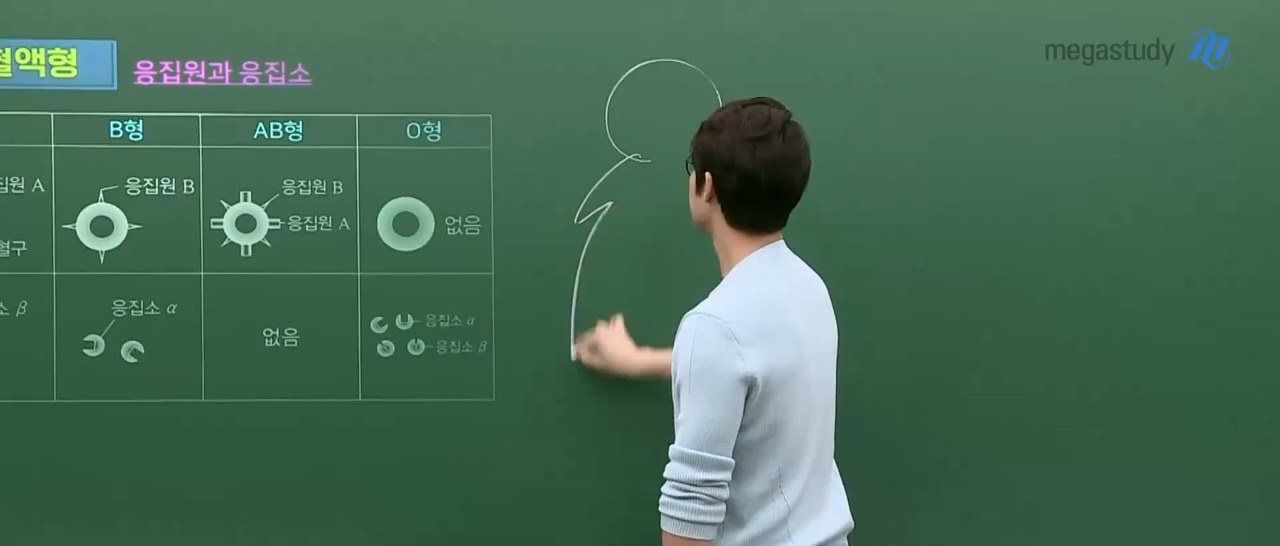 megastudy
혈액형
응집원과 응집소
B형
AB형
O형
집원 A
응집원 B
응집원 B
응집원 A
없음
혈구
소 β
응집소 α
없음
응집소 α
응집소 β